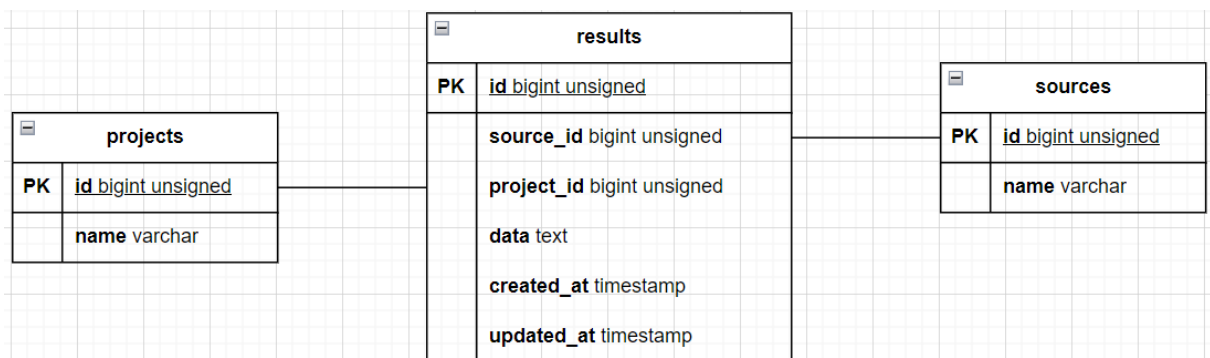 projects
PK id bigint unsigned
name varchar
results
PK id bigint unsigned
source_id bigint unsigned
project_id bigint unsigned
data text
created_at timestamp
updated_at timestamp
sources
PK id bigint unsigned
name varchar